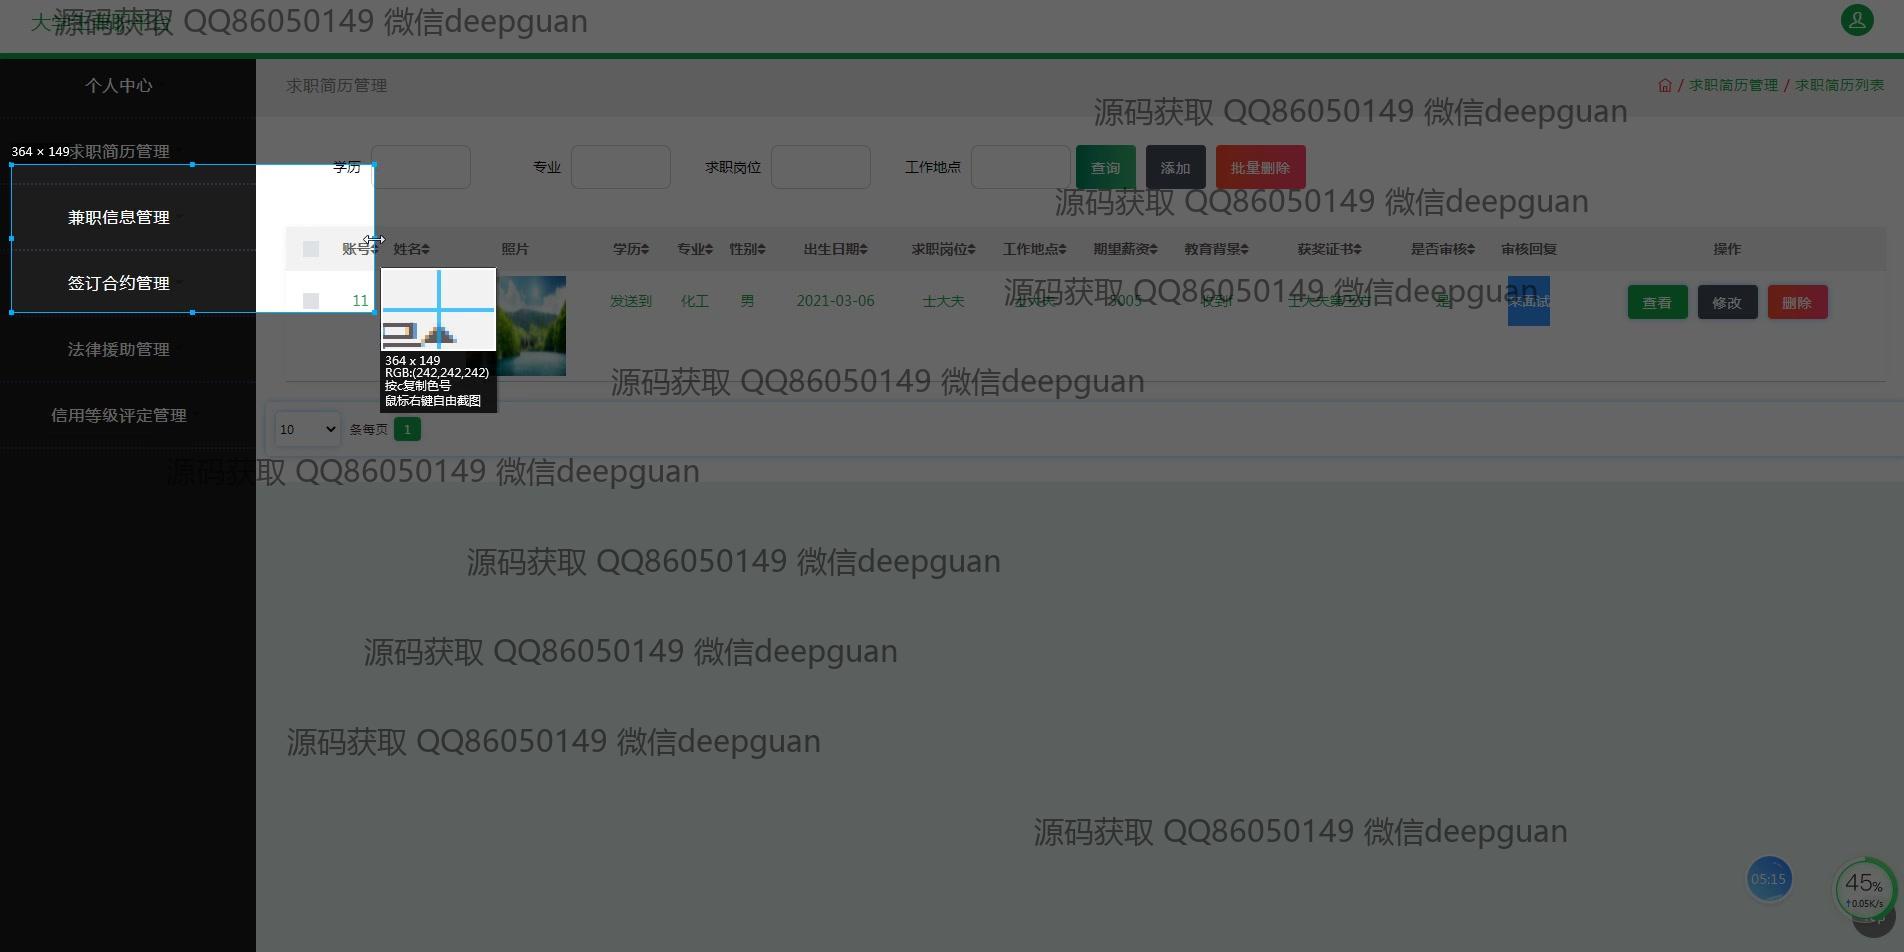 源码获取 QQ86050149 微信deepguan
个人中心
求职简历管理
求职简历管理 / 求职简历列表
源码获取 QQ86050149 微信deepguan
364 × 149
求职简历管理
学历
专业
求职岗位
工作地点
查询
添加
批量删除
源码获取 QQ86050149 微信deepguan
兼职信息管理
账号 姓名 照片 学历 专业 性别 出生日期 求职岗位 工作地点 期望薪资 教育背景 获奖证书 是否审核 审核回复 操作
签订合约管理
11 发送到 化工 男 2021-03-06 士大夫 是 来面试 查看 修改 删除
源码获取 QQ86050149 微信deepguan
法律援助管理
364 x 149
RGB:(242,242,242)
按c复制色号
鼠标右键自由截图
源码获取 QQ86050149 微信deepguan
信用等级评定管理
10 条每页 1
源码获取 QQ86050149 微信deepguan
源码获取 QQ86050149 微信deepguan
源码获取 QQ86050149 微信deepguan
源码获取 QQ86050149 微信deepguan
源码获取 QQ86050149 微信deepguan
05:15
45%
↑0.05K/s